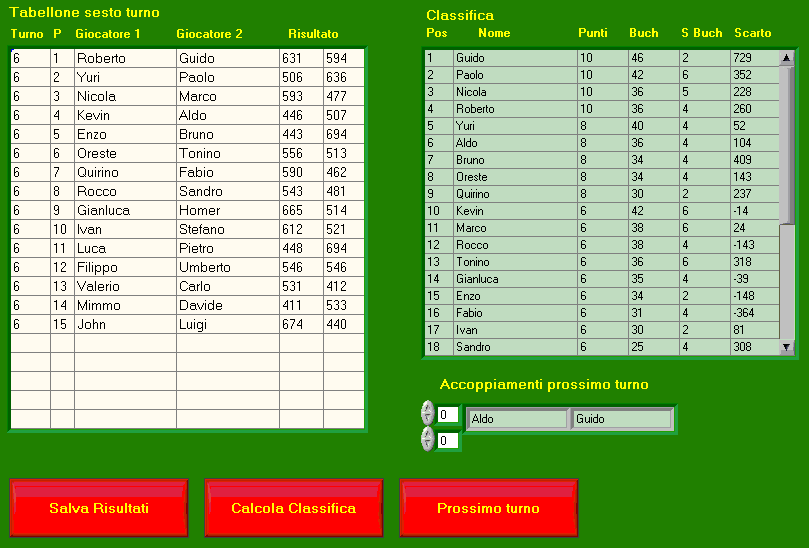 Tabellone sesto turno
Turno P Giocatore 1 Giocatore 2 Risultato
6 1 Roberto Guido 631 594
6 2 Yuri Paolo 506 636
6 3 Nicola Marco 593 477
6 4 Kevin Aldo 446 507
6 5 Enzo Bruno 443 694
6 6 Oreste Tonino 556 513
6 7 Quirino Fabio 590 462
6 8 Rocco Sandro 543 481
6 9 Gianluca Homer 665 514
6 10 Ivan Stefano 612 521
6 11 Luca Pietro 448 694
6 12 Filippo Umberto 546 546
6 13 Valerio Carlo 531 412
6 14 Mimmo Davide 411 533
6 15 John Luigi 674 440
Classifica
Pos Nome Punti Buch S Buch Scarto
1 Guido 10 46 2 729
2 Paolo 10 42 6 352
3 Nicola 10 36 5 228
4 Roberto 10 36 4 260
5 Yuri 8 40 4 52
6 Aldo 8 36 4 104
7 Bruno 8 34 4 409
8 Oreste 8 34 4 143
9 Quirino 8 30 2 237
10 Kevin 6 42 6 -14
11 Marco 6 38 6 24
12 Rocco 6 38 4 -143
13 Tonino 6 36 6 318
14 Gianluca 6 35 4 -39
15 Enzo 6 34 2 -148
16 Fabio 6 31 4 -364
17 Ivan 6 30 2 81
18 Sandro 6 25 4 308
Accoppiamenti prossimo turno
0 Aldo Guido
0
Salva Risultati Calcola Classifica Prossimo turno